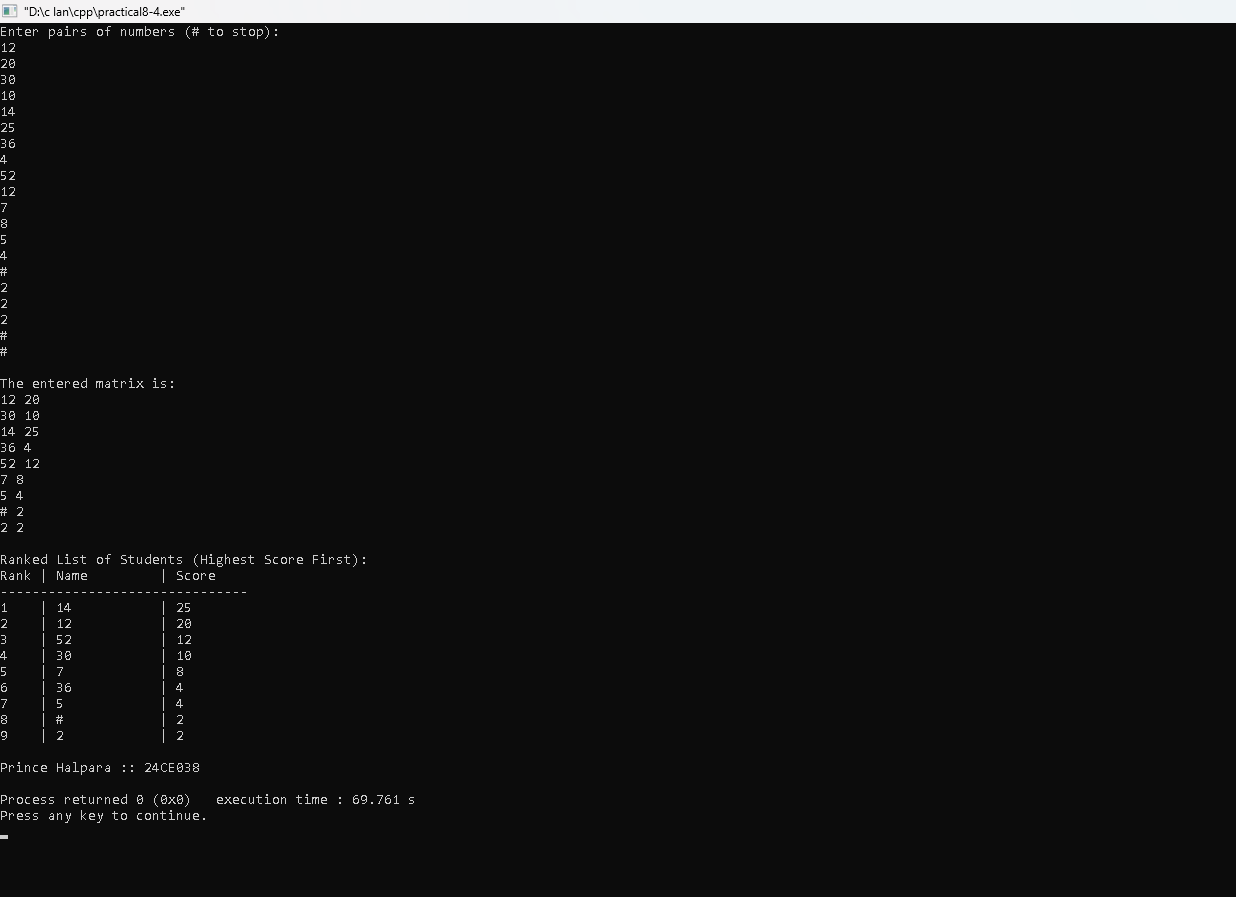 "D:\c lan\cpp\practical8-4.exe"
Enter pairs of numbers (# to stop):
12
20
30
10
14
25
36
4
52
12
7
8
5
4
#
2
2
2
#
#
The entered matrix is:
12 20
30 10
14 25
36 4
52 12
7 8
5 4
# 2
2 2
Ranked List of Students (Highest Score First):
Rank | Name         | Score
-------------------------------
1    | 14           | 25
2    | 12           | 20
3    | 52           | 12
4    | 30           | 10
5    | 7            | 8
6    | 36           | 4
7    | 5            | 4
8    | #            | 2
9    | 2            | 2
Prince Halpara :: 24CE038
Process returned 0 (0x0)   execution time : 69.761 s
Press any key to continue.